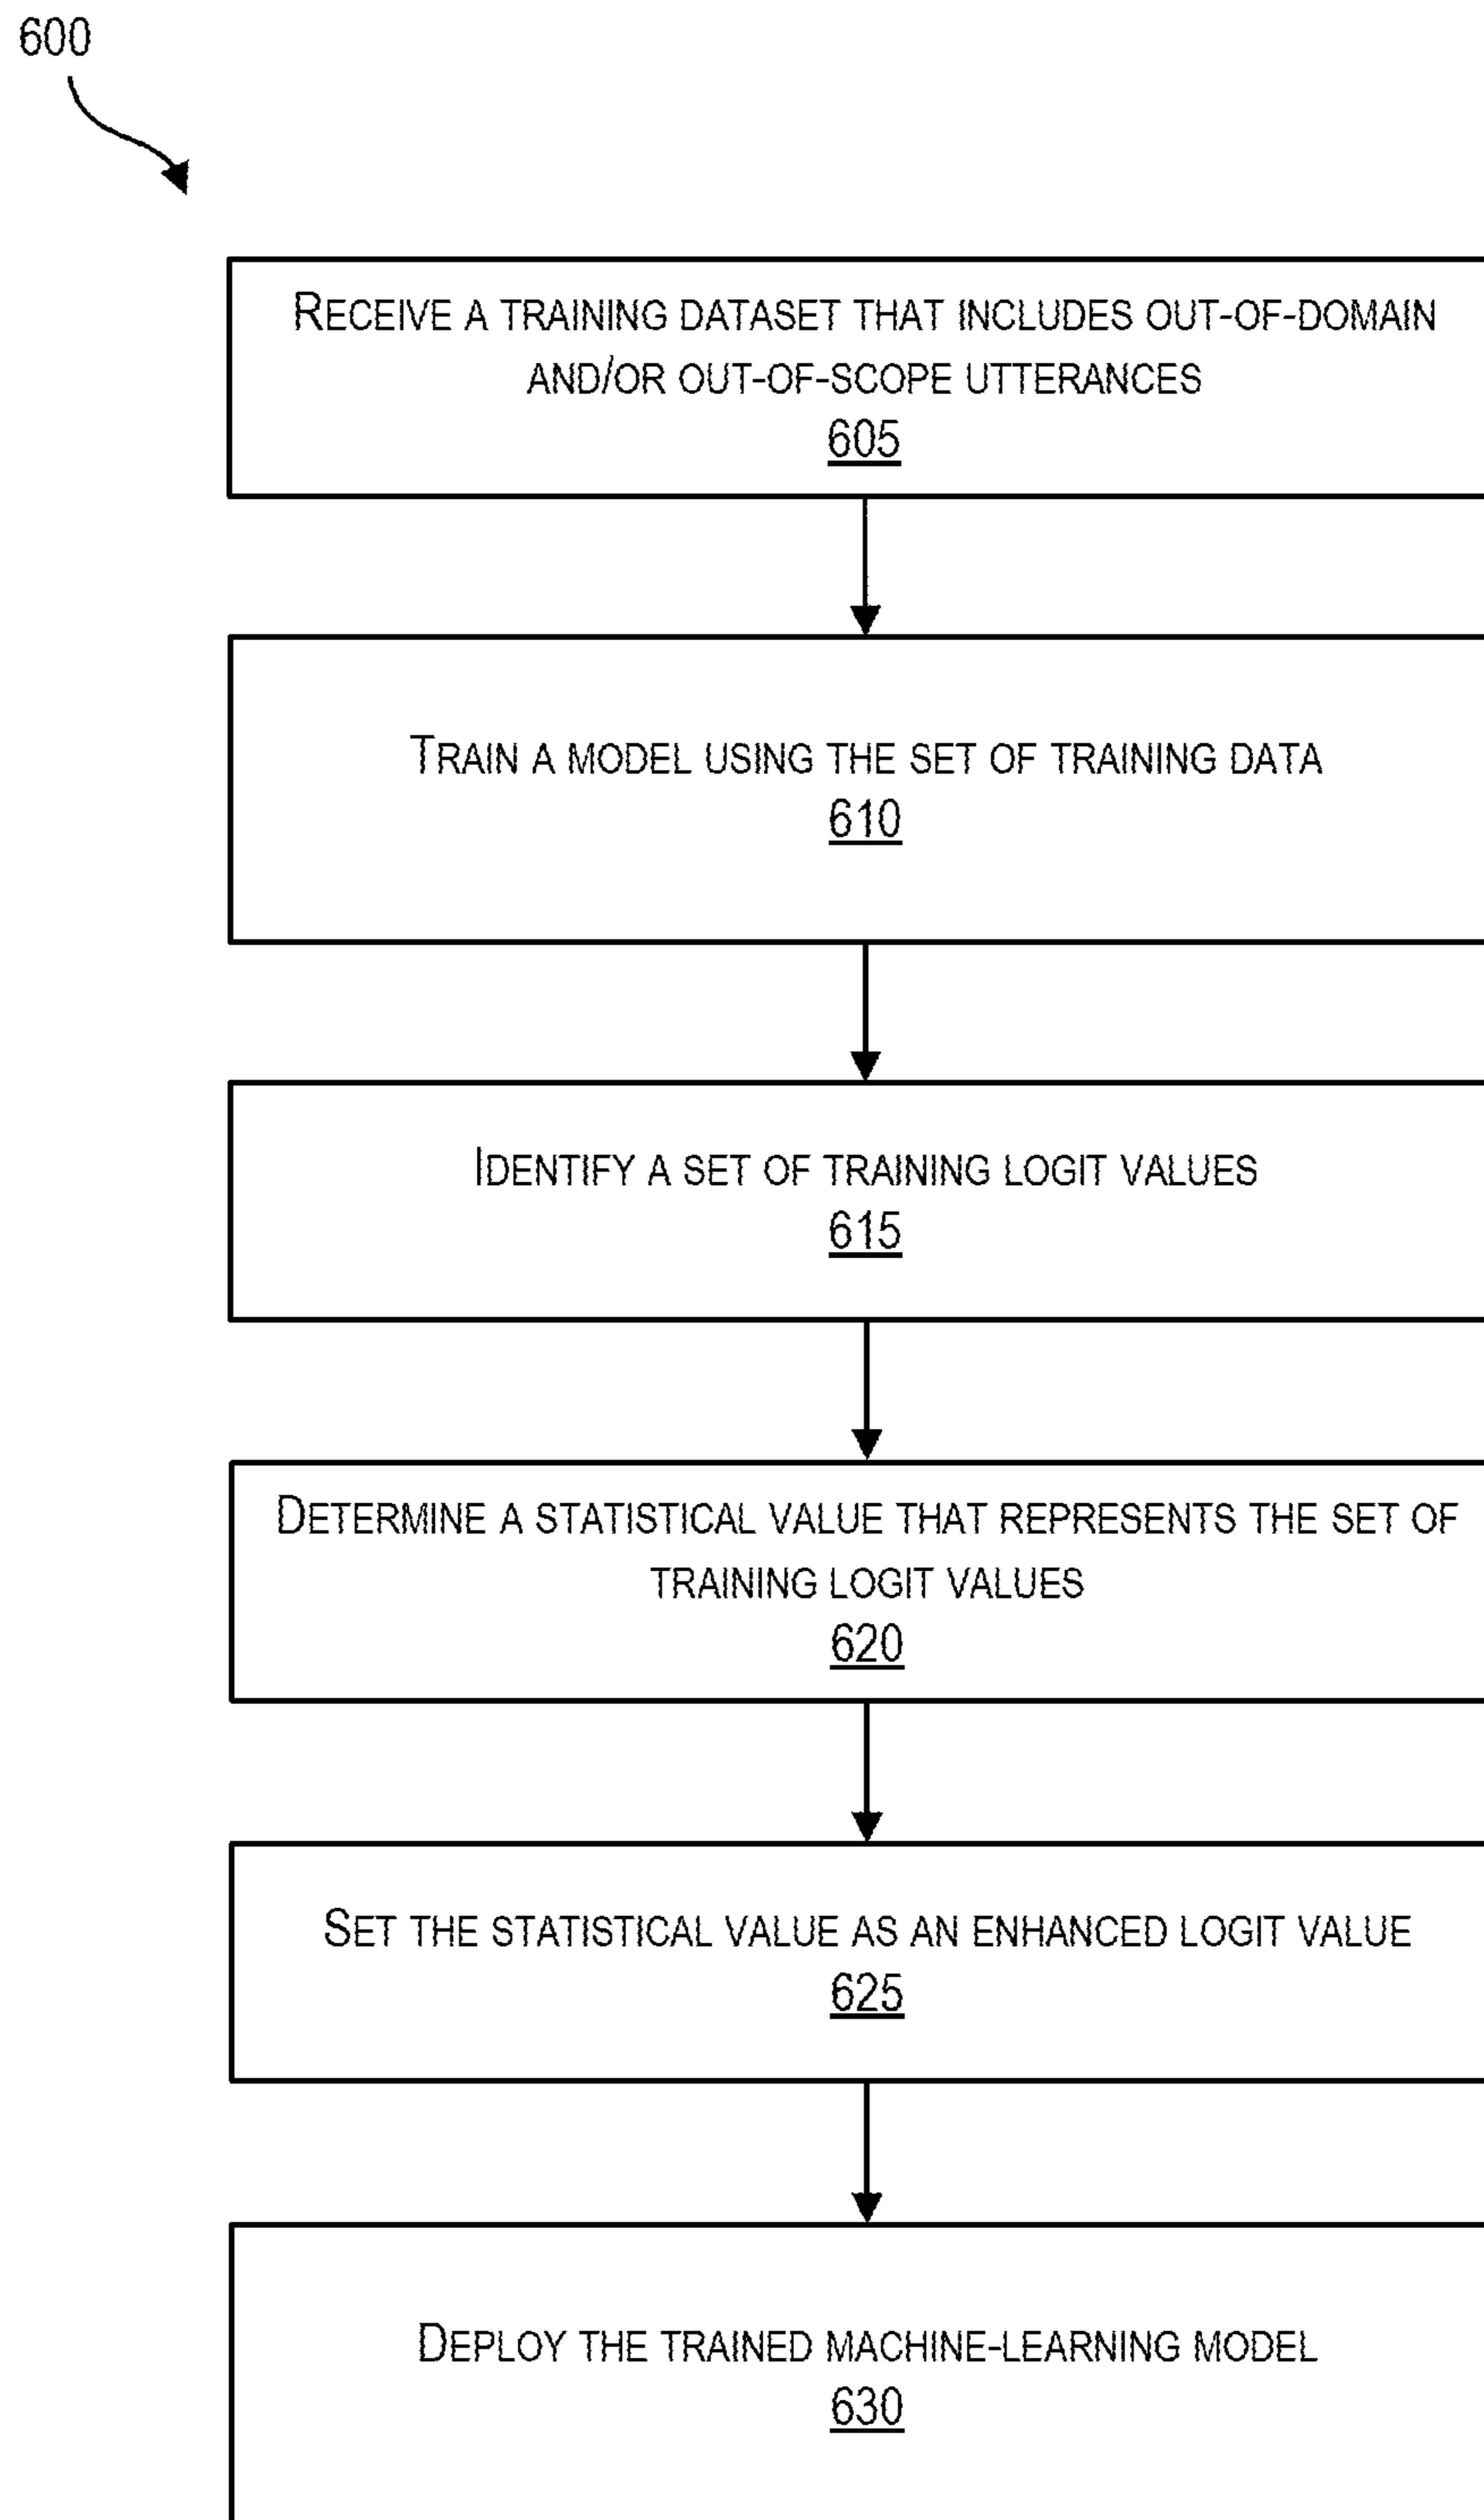 600
RECEIVE A TRAINING DATASET THAT INCLUDES OUT-OF-DOMAIN
AND/OR OUT-OF-SCOPE UTTERANCES
605
TRAIN A MODEL USING THE SET OF TRAINING DATA
610
IDENTIFY A SET OF TRAINING LOGIT VALUES
615
DETERMINE A STATISTICAL VALUE THAT REPRESENTS THE SET OF
TRAINING LOGIT VALUES
620
SET THE STATISTICAL VALUE AS AN ENHANCED LOGIT VALUE
625
DEPLOY THE TRAINED MACHINE-LEARNING MODEL
630